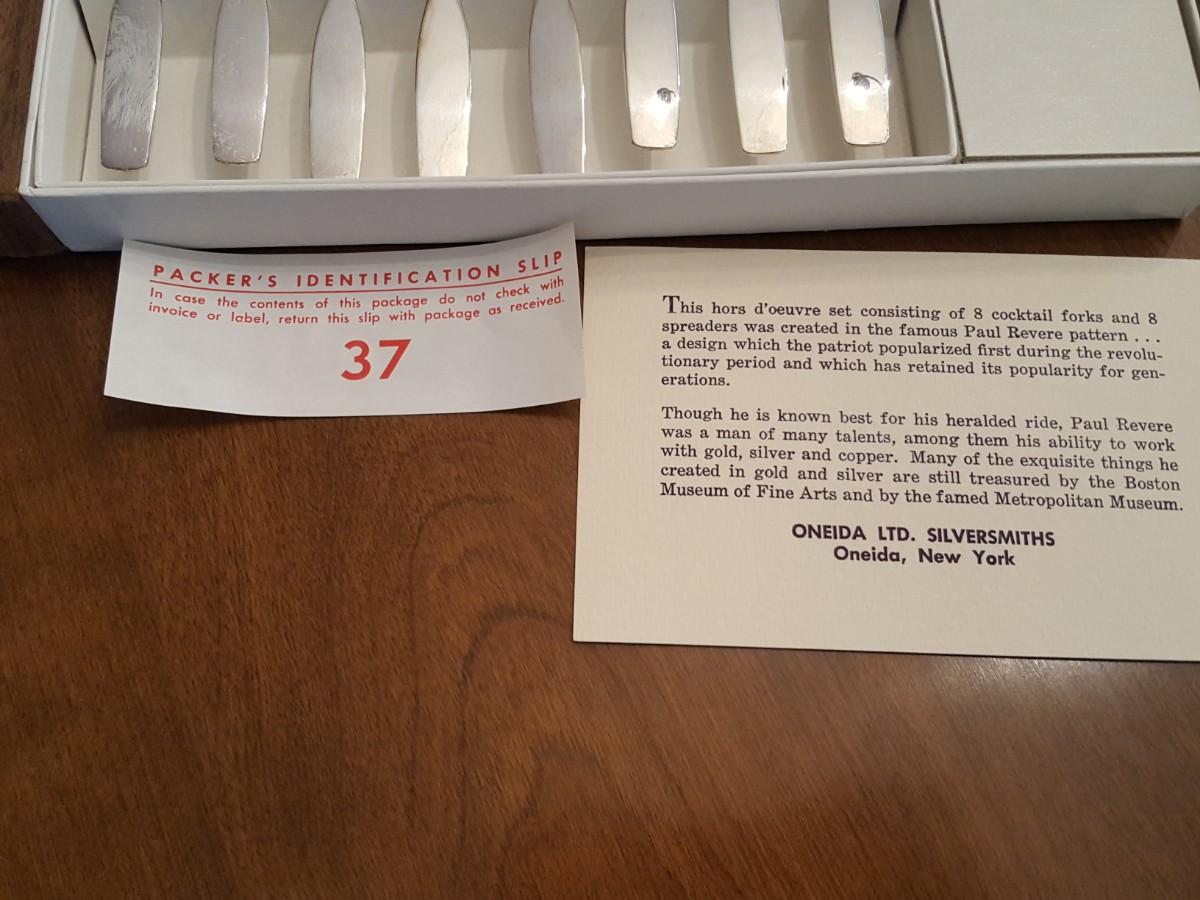 PACKER'S IDENTIFICATION SLIP
In case the contents of this package do not check with
invoice or label, return this slip with package as received.
37
This hors d'oeuvre set consisting of 8 cocktail forks and 8
spreaders was created in the famous Paul Revere pattern . . .
a design which the patriot popularized first during the revolu-
tionary period and which has retained its popularity for gen-
erations.
Though he is known best for his heralded ride, Paul Revere
was a man of many talents, among them his ability to work
with gold, silver and copper. Many of the exquisite things he
created in gold and silver are still treasured by the Boston
Museum of Fine Arts and by the famed Metropolitan Museum.
ONEIDA LTD. SILVERSMITHS
Oneida, New York